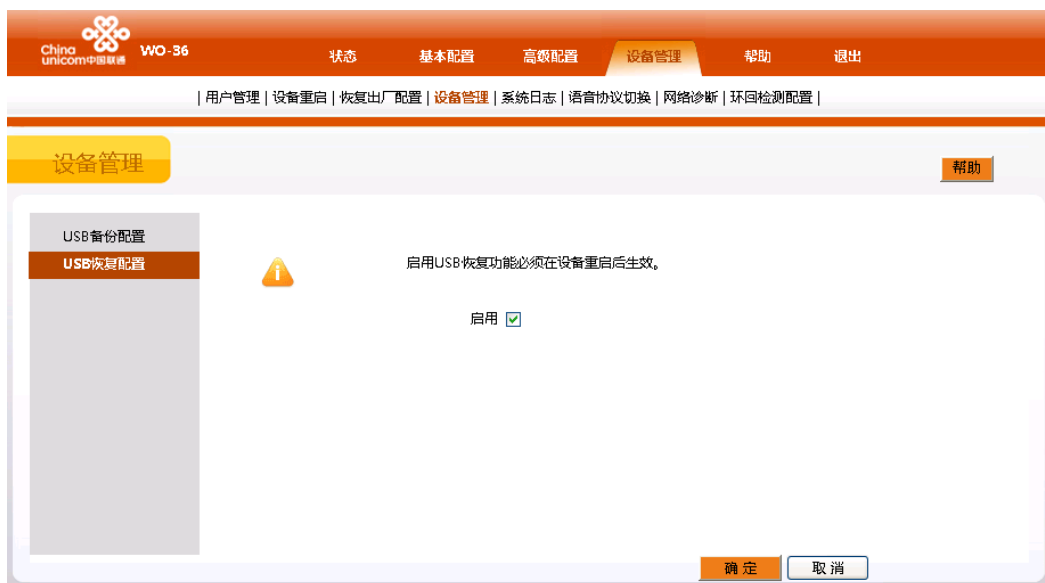 China
unicom中国联通
WO-36
状态 基本配置 高级配置 设备管理 帮助 退出
| 用户管理 | 设备重启 | 恢复出厂配置 | 设备管理 | 系统日志 | 语音协议切换 | 网络诊断 | 环回检测配置 |
设备管理
帮助
USB备份配置
USB恢复配置
启用USB恢复功能必须在设备重启后生效。
启用
确定 取消